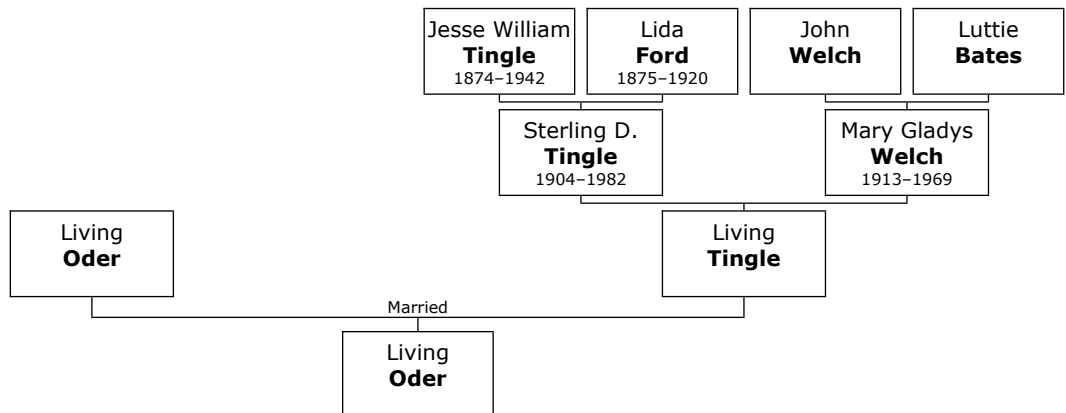 Jesse William
Tingle
1874–1942
Lida
Ford
1875–1920
John
Welch
Luttie
Bates
Sterling D.
Tingle
1904–1982
Mary Gladys
Welch
1913–1969
Living
Oder
Living
Tingle
Married
Living
Oder